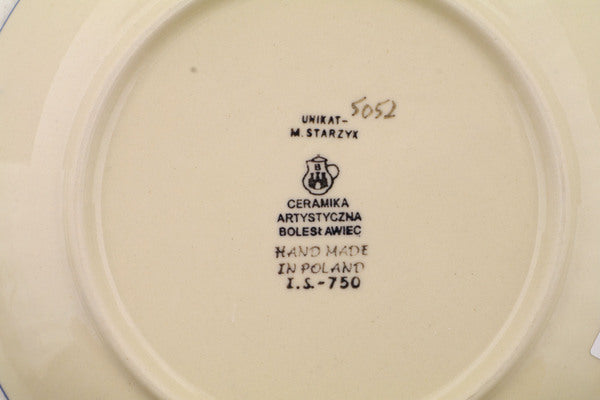 UNIKAT- 5052
M. STARZYK
B
CERAMIKA
ARTYSTYCZNA
BOLESŁAWIEC
HAND MADE
IN POLAND
I.S.-750